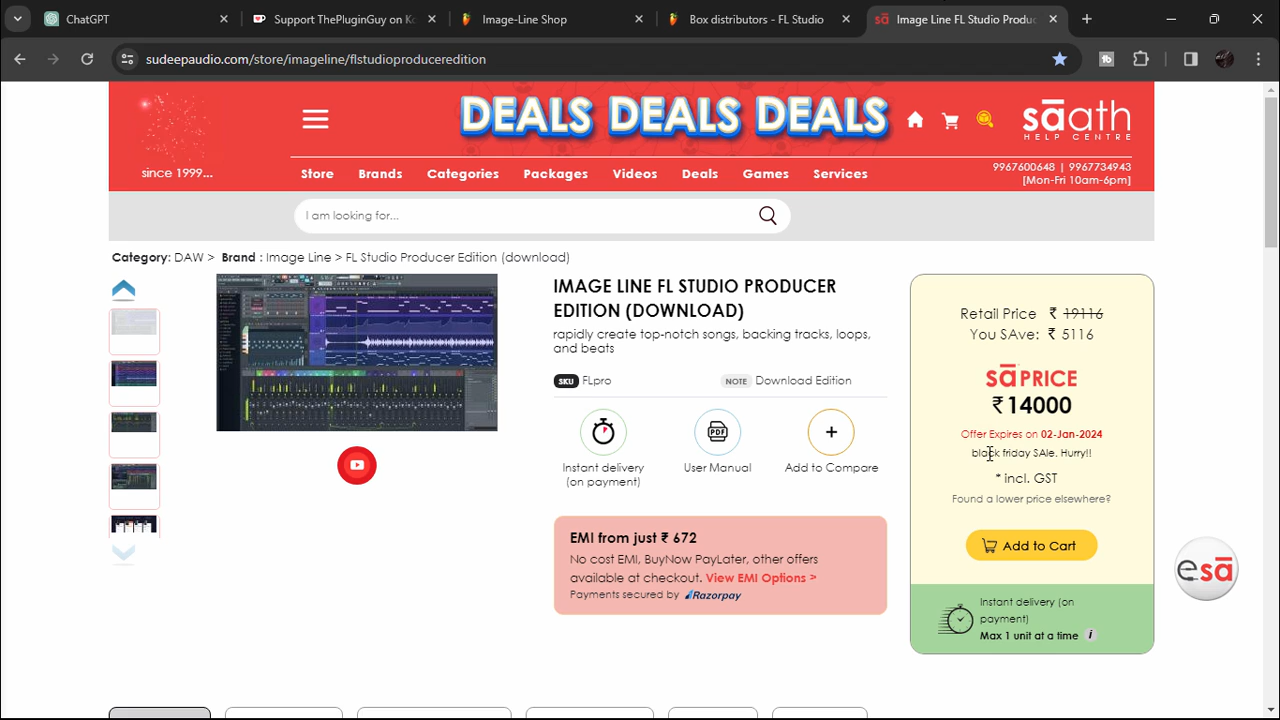 ChatGPT
Support ThePluginGuy on Ko
Image-Line Shop
Box distributors - FL Studio
Image Line FL Studio Produc
sudeepaudio.com/store/imageline/flstudioproduceredition
since 1999...
DEALS DEALS DEALS
sāath
HELP CENTRE
Store
Brands
Categories
Packages
Videos
Deals
Games
Services
9967600648 | 9967734943
[Mon-Fri 10am-6pm]
I am looking for...
Category: DAW > Brand : Image Line > FL Studio Producer Edition (download)
IMAGE LINE FL STUDIO PRODUCER
EDITION (DOWNLOAD)
rapidly create top-notch songs, backing tracks, loops,
and beats
SKU FLpro
NOTE Download Edition
Instant delivery
(on payment)
PDF
User Manual
Add to Compare
EMI from just ₹ 672
No cost EMI, BuyNow PayLater, other offers
available at checkout. View EMI Options >
Payments secured by Razorpay
Retail Price ₹ 19116
You SAve: ₹ 5116
sāPRICE
₹14000
Offer Expires on 02-Jan-2024
black friday SAle. Hurry!!
* incl. GST
Found a lower price elsewhere?
Add to Cart
Instant delivery (on
payment)
Max 1 unit at a time i
esā